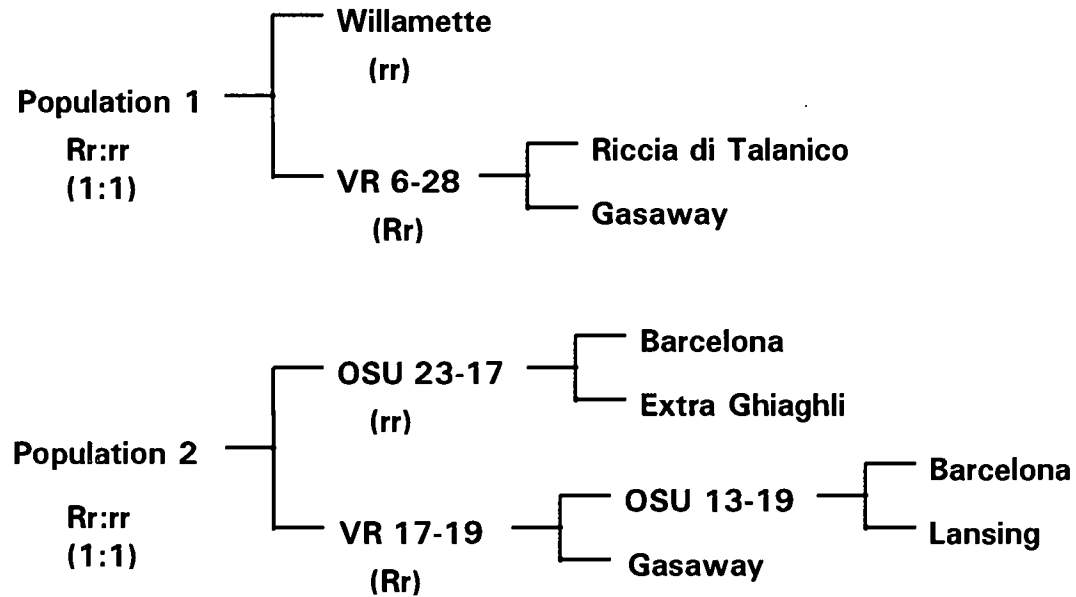 Willamette
(rr)
Population 1
Rr:rr
(1:1)
VR 6-28
(Rr)
Riccia di Talanico
Gasaway
Population 2
Rr:rr
(1:1)
OSU 23-17
(rr)
Barcelona
Extra Ghiaghli
VR 17-19
(Rr)
OSU 13-19
Gasaway
Barcelona
Lansing